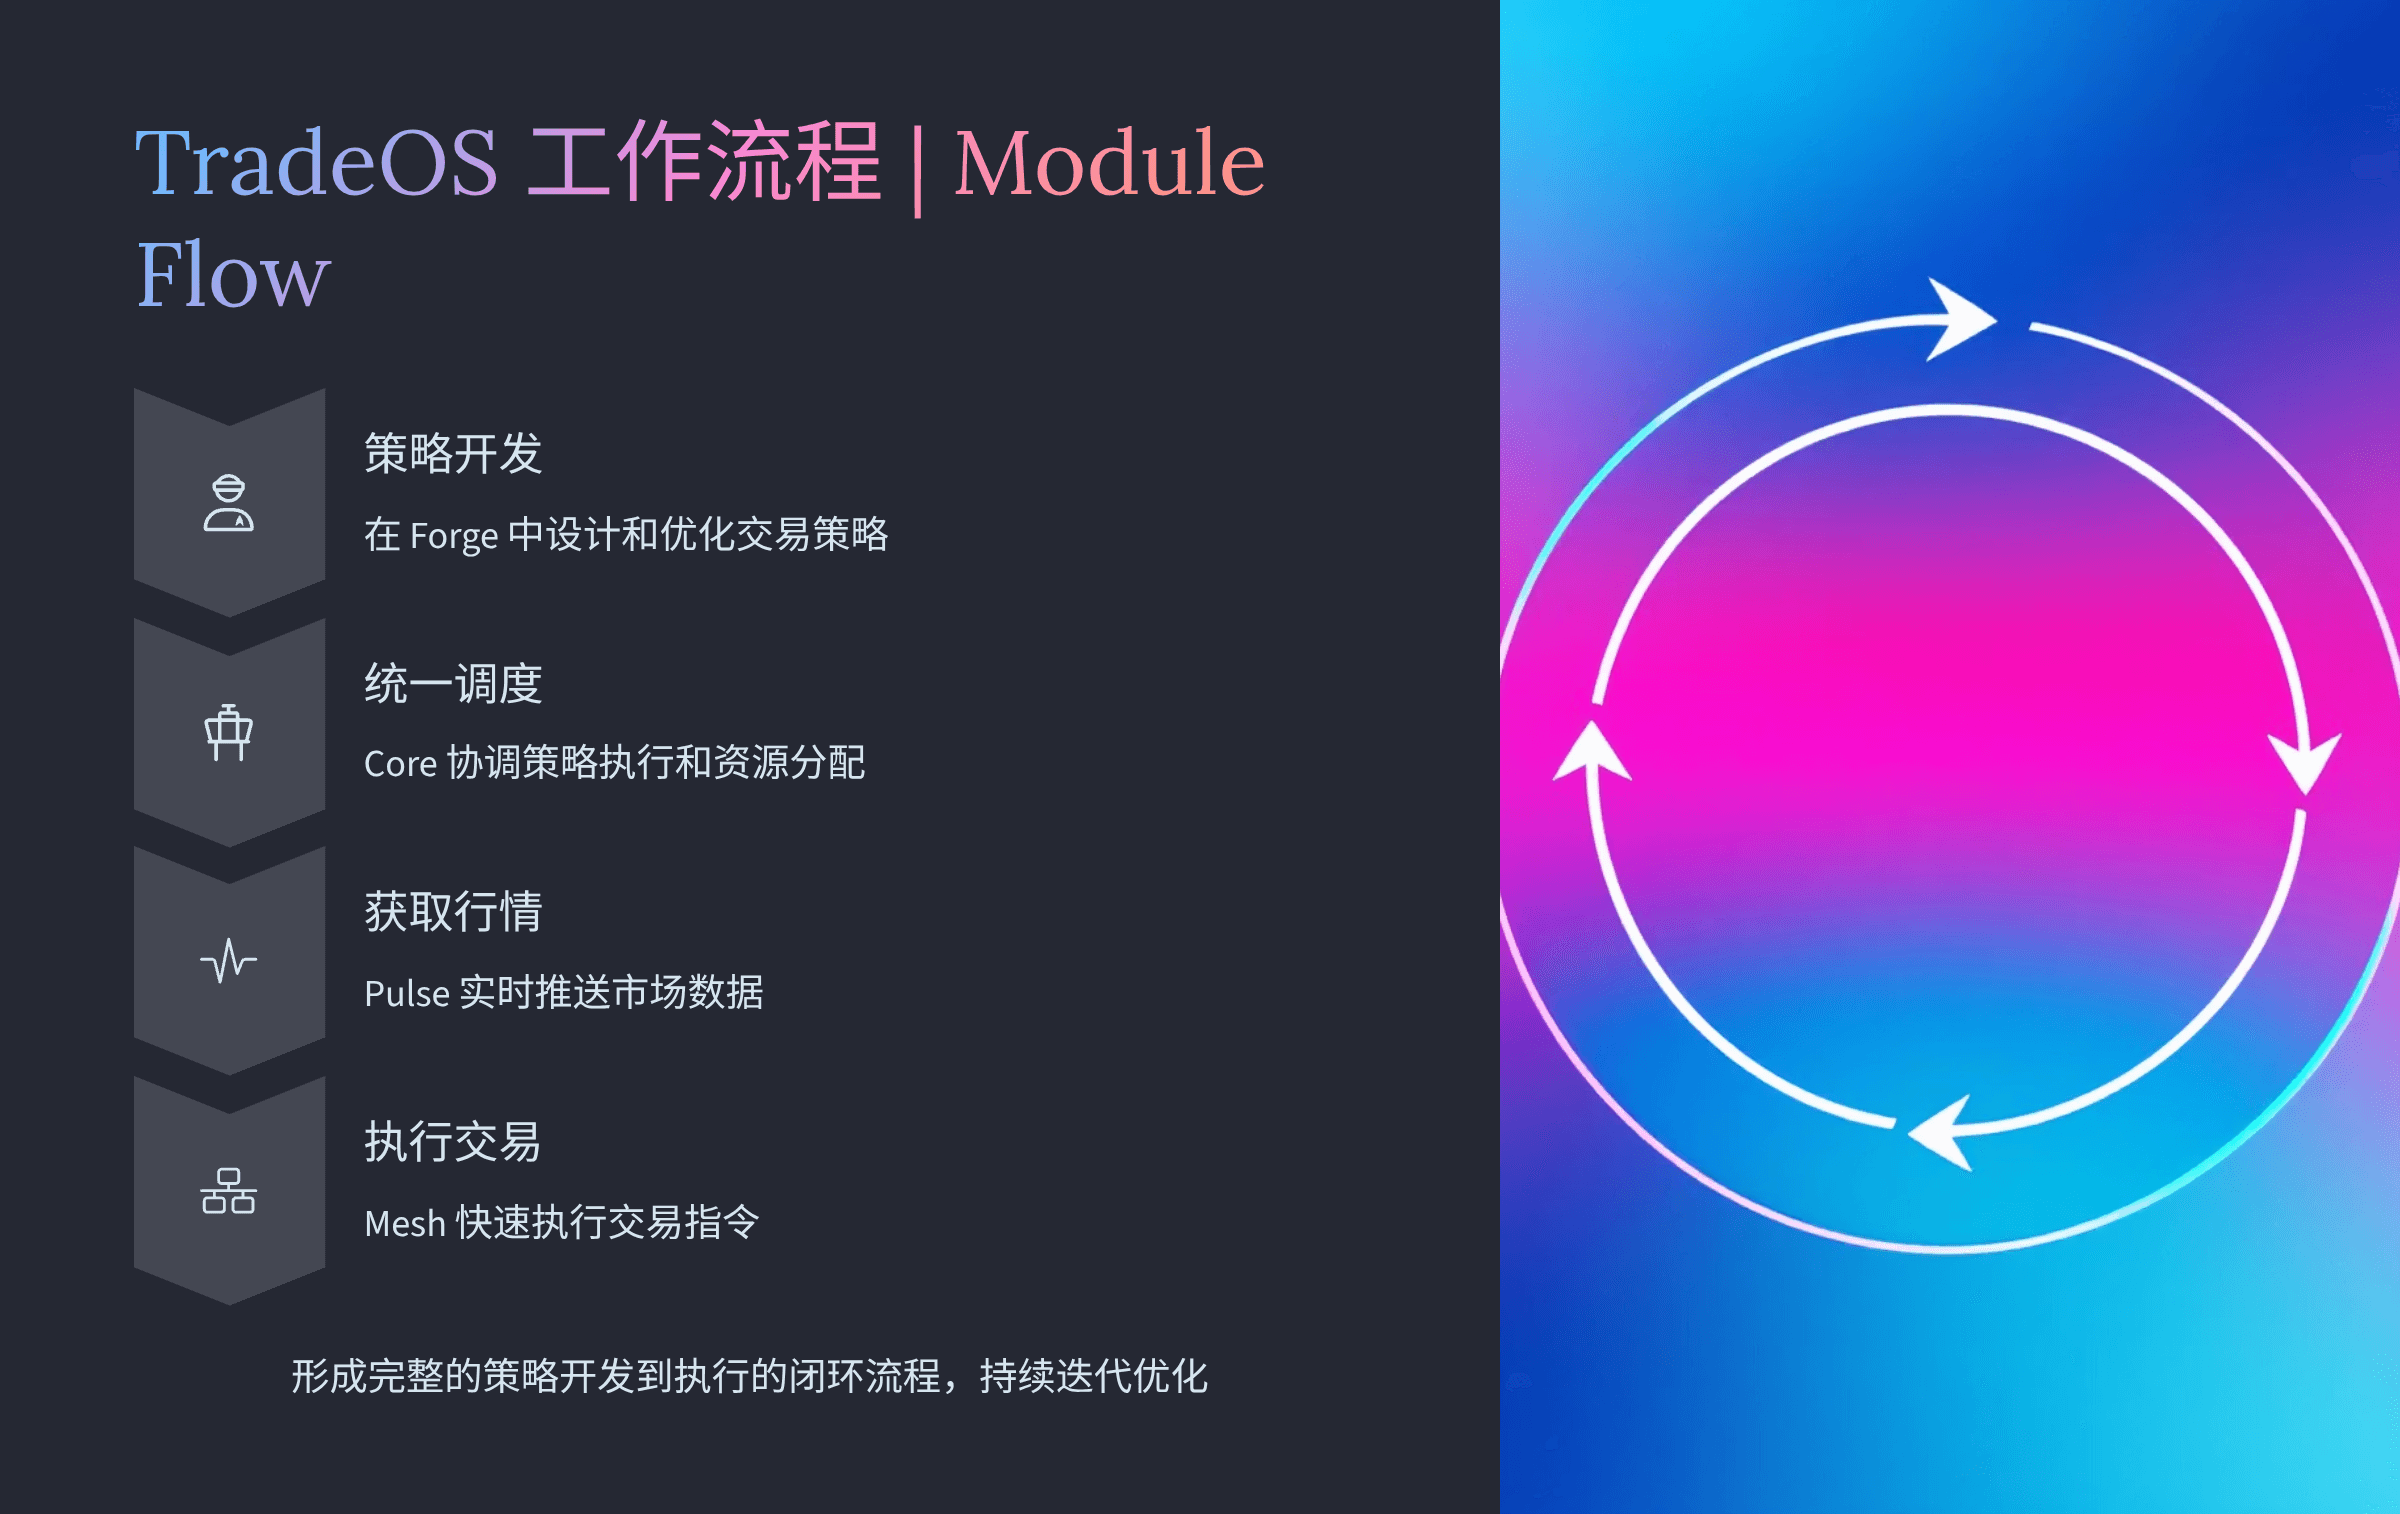 TradeOS 工作流程 | Module
Flow
策略开发
在 Forge 中设计和优化交易策略
统一调度
Core 协调策略执行和资源分配
获取行情
Pulse 实时推送市场数据
执行交易
Mesh 快速执行交易指令
形成完整的策略开发到执行的闭环流程，持续迭代优化